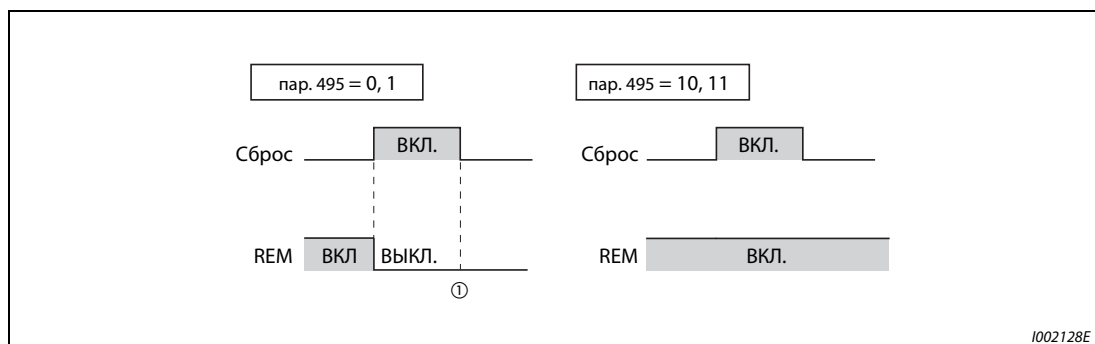 пар. 495 = 0, 1
пар. 495 = 10, 11
Сброс ВКЛ.
Сброс ВКЛ.
REM ВКЛ ВЫКЛ.
REM ВКЛ.
①
I002128E